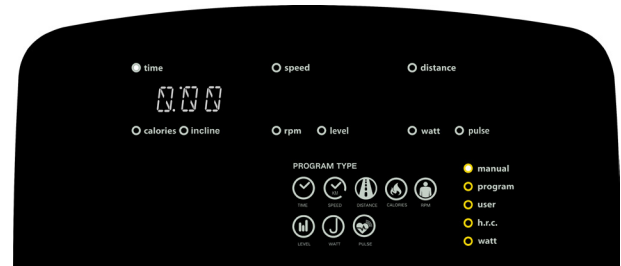 time speed distance
0:00
calories incline rpm level watt pulse
PROGRAM TYPE
manual
program
user
h.r.c.
watt
TIME SPEED DISTANCE CALORIES RPM
LEVEL WATT PULSE